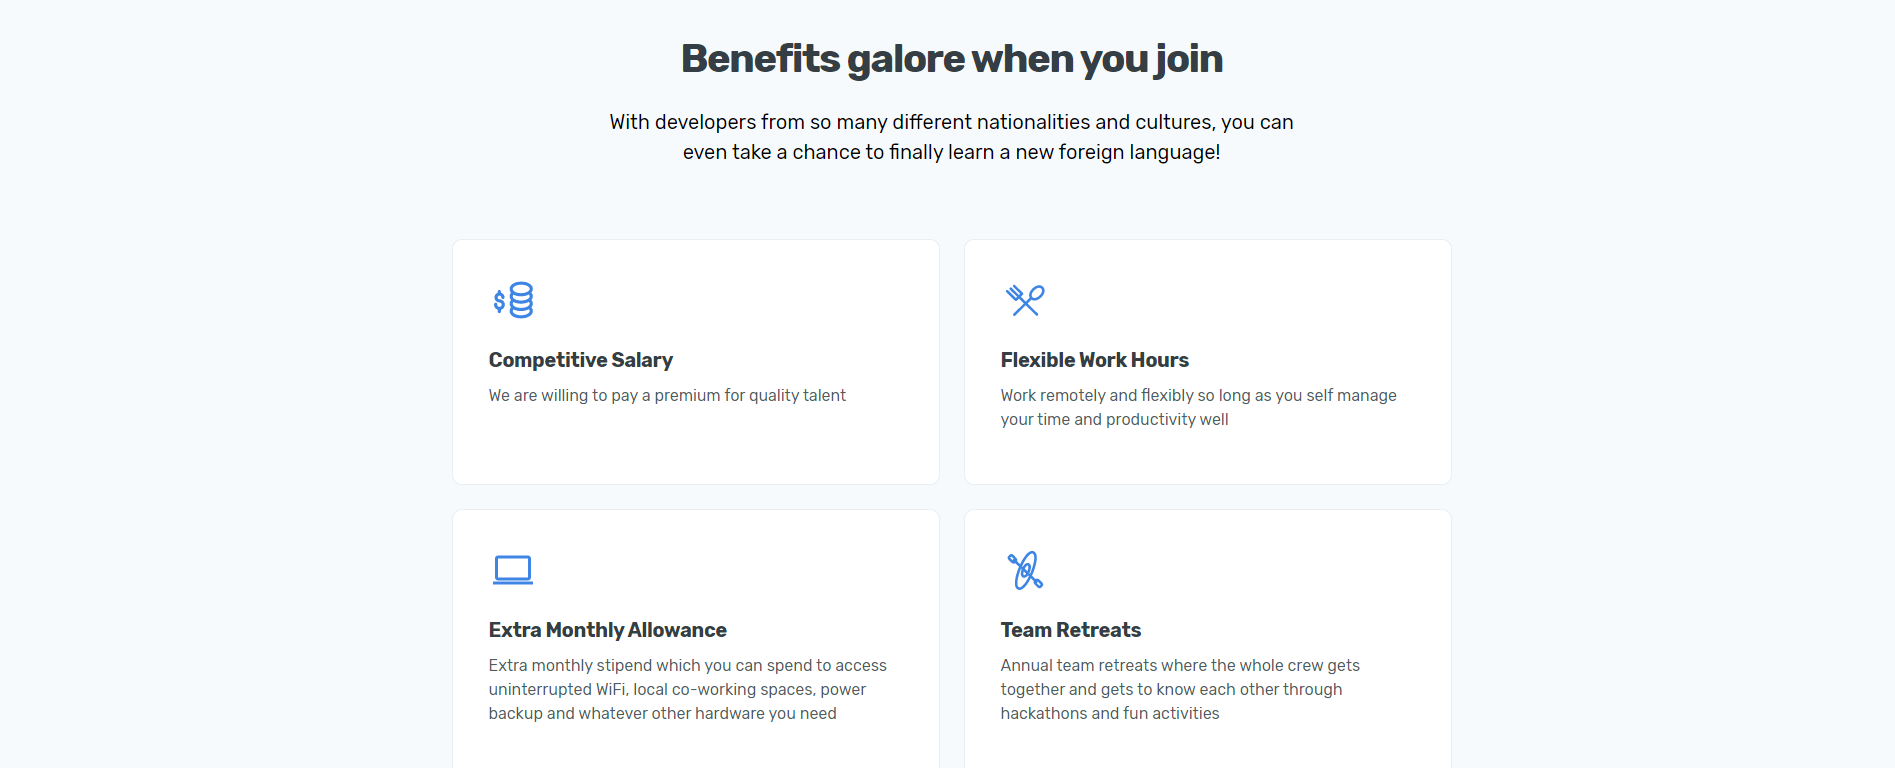 Benefits galore when you join
With developers from so many different nationalities and cultures, you can
even take a chance to finally learn a new foreign language!
Competitive Salary
We are willing to pay a premium for quality talent
Flexible Work Hours
Work remotely and flexibly so long as you self manage
your time and productivity well
Extra Monthly Allowance
Extra monthly stipend which you can spend to access
uninterrupted WiFi, local co-working spaces, power
backup and whatever other hardware you need
Team Retreats
Annual team retreats where the whole crew gets
together and gets to know each other through
hackathons and fun activities